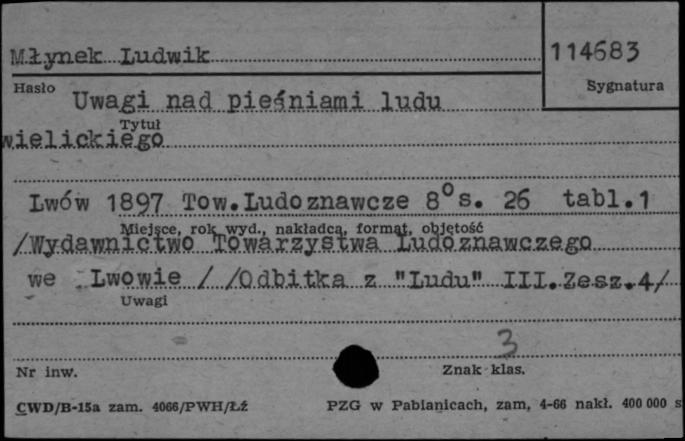 Młynek Ludwik
114683
Hasło
Sygnatura
Uwagi nad pieśniami ludu
Tytuł
wielickiego
Lwów 1897 Tow.Ludoznawcze 8° s. 26 tabl.1
Miejsce, rok wyd., nakładca, format, objętość
/Wydawnictwo Towarzystwa Ludoznawczego
we Lwowie / /Odbitka z "Ludu" III.Zesz.4/
Uwagi
3
Nr inw.
Znak klas.
CWD/B-15a zam. 4066/PWH/Łź
PZG w Pabianicach, zam, 4-66 nakł. 400 000 s